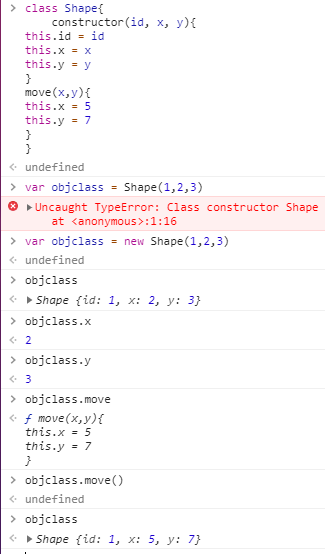 class Shape{
constructor(id, x, y){
this.id = id
this.x = x
this.y = y
}
move(x,y){
this.x = 5
this.y = 7
}
}
undefined
var objclass = Shape(1,2,3)
Uncaught TypeError: Class constructor Shape
at <anonymous>:1:16
var objclass = new Shape(1,2,3)
undefined
objclass
Shape {id: 1, x: 2, y: 3}
objclass.x
2
objclass.y
3
objclass.move
ƒ move(x,y){
this.x = 5
this.y = 7
}
objclass.move()
undefined
objclass
Shape {id: 1, x: 5, y: 7}